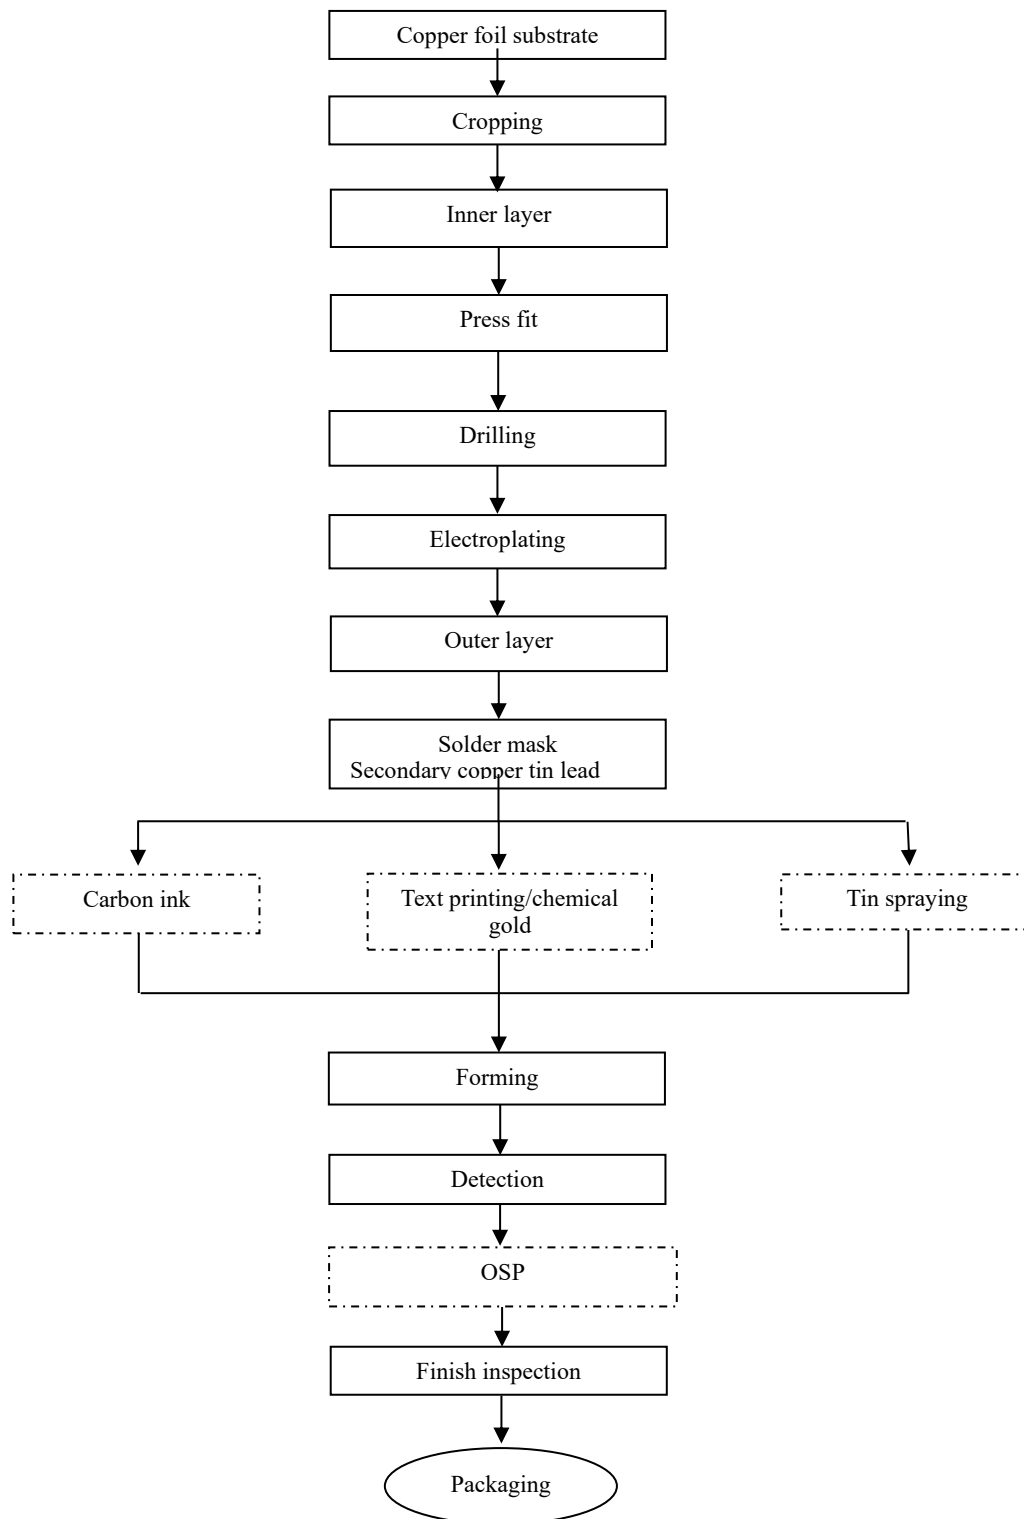 Copper foil substrate
Cropping
Inner layer
Press fit
Drilling
Electroplating
Outer layer
Solder mask
Secondary copper tin lead
Carbon ink
Text printing/chemical
gold
Tin spraying
Forming
Detection
OSP
Finish inspection
Packaging